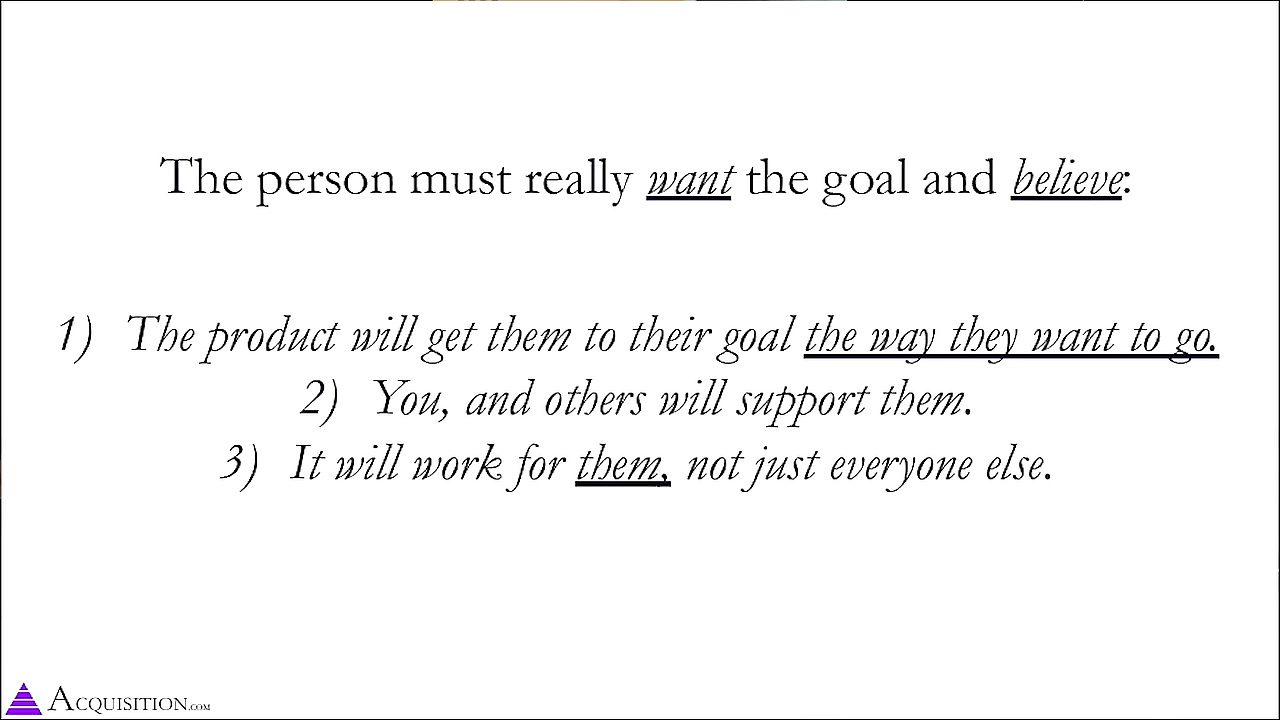 The person must really want the goal and believe:
1) The product will get them to their goal the way they want to go.
2) You, and others will support them.
3) It will work for them, not just everyone else.
ACQUISITION.COM